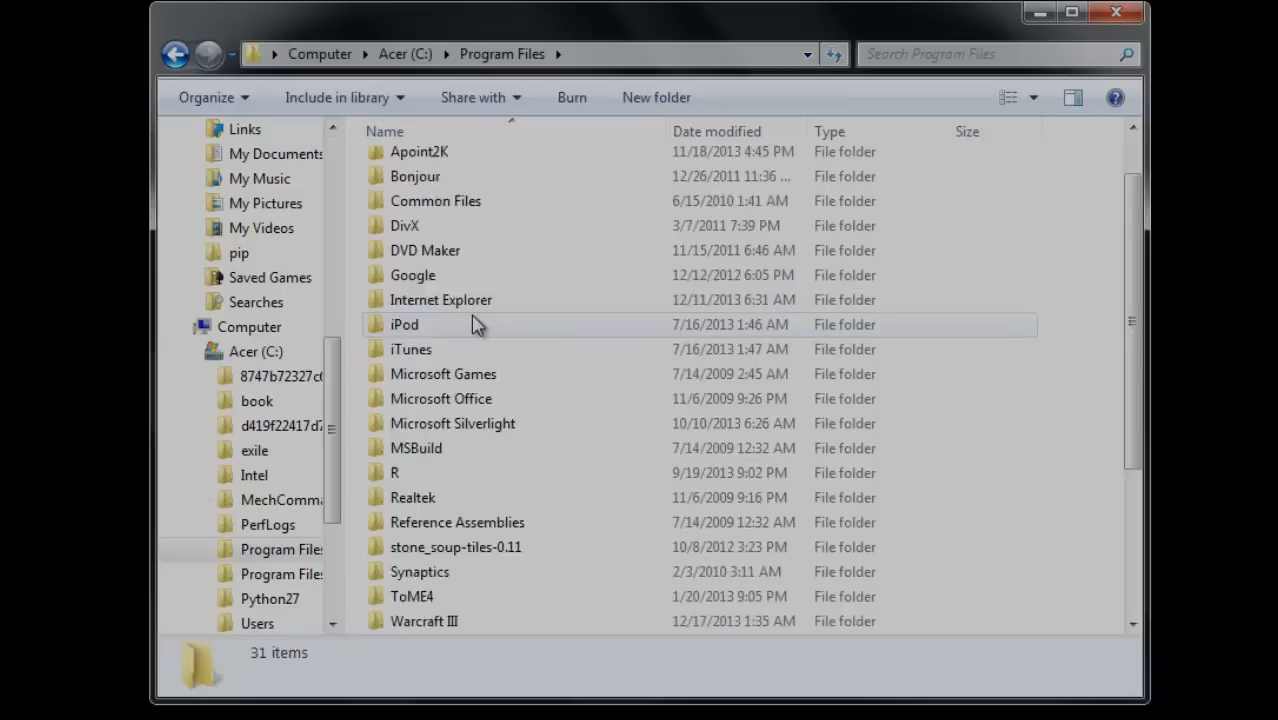 Computer Acer (C:) Program Files
Search Program Files
Organize Include in library Share with Burn New folder
Links
My Documents
My Music
My Pictures
My Videos
pip
Saved Games
Searches
Computer
Acer (C:)
8747b72327c6
book
d419f22417d7
exile
Intel
MechComma
PerfLogs
Program Files
Program Files
Python27
Users
Name Date modified Type Size
Apoint2K 11/18/2013 4:45 PM File folder
Bonjour 12/26/2011 11:36 ... File folder
Common Files 6/15/2010 1:41 AM File folder
DivX 3/7/2011 7:39 PM File folder
DVD Maker 11/15/2011 6:46 AM File folder
Google 12/12/2012 6:05 PM File folder
Internet Explorer 12/11/2013 6:31 AM File folder
iPod 7/16/2013 1:46 AM File folder
iTunes 7/16/2013 1:47 AM File folder
Microsoft Games 7/14/2009 2:45 AM File folder
Microsoft Office 11/6/2009 9:26 PM File folder
Microsoft Silverlight 10/10/2013 6:26 AM File folder
MSBuild 7/14/2009 12:32 AM File folder
R 9/19/2013 9:02 PM File folder
Realtek 11/6/2009 9:16 PM File folder
Reference Assemblies 7/14/2009 12:32 AM File folder
stone_soup-tiles-0.11 10/8/2012 3:23 PM File folder
Synaptics 2/3/2010 3:11 AM File folder
ToME4 1/20/2013 9:05 PM File folder
Warcraft III 12/17/2013 1:35 AM File folder
31 items